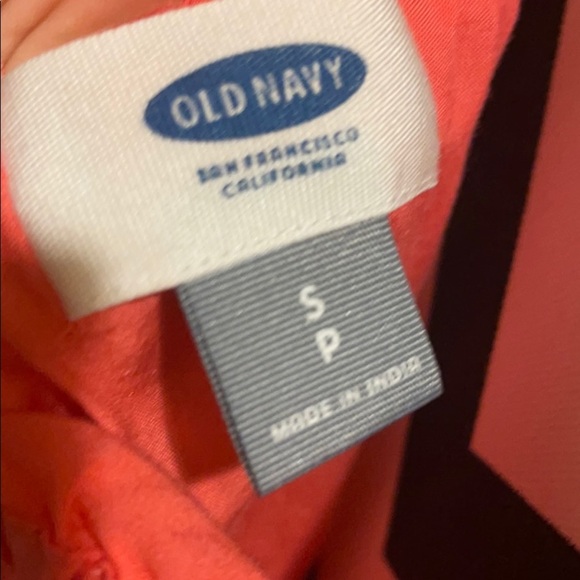 OLD NAVY
SAN FRANCISCO
CALIFORNIA
S
P
MADE IN INDIA